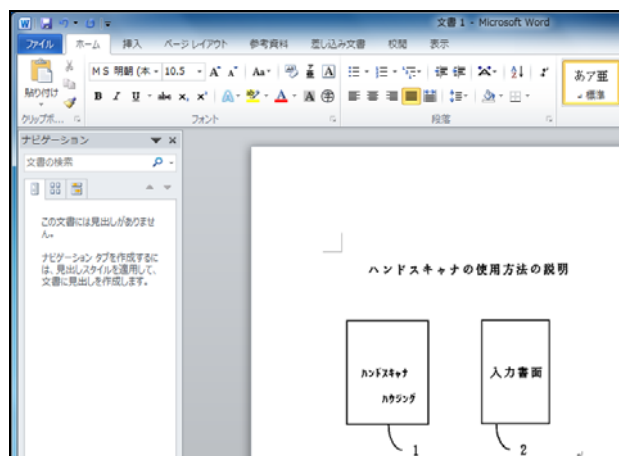 文書 1 - Microsoft Word
ファイル ホーム 挿入 ページ レイアウト 参考資料 差し込み文書 校閲 表示
MS 明朝 (本 10.5 A A Aa
貼り付け
B I U abc x, x' A A A
あア亜
標準
クリップボ... フォント 段落
ナビゲーション
文書の検索
この文書には見出しがありませ
ん。
ナビゲーション タブを作成するに
は、見出しスタイルを適用して、
文書に見出しを作成します。
ハンドスキャナの使用方法の説明
ハンドスキャナ
ハウジング
入力書面
1
2